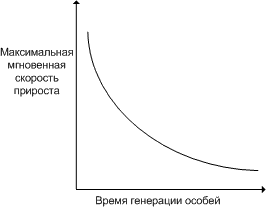 Максимальная
мгновенная
скорость
прироста
Время генерации особей